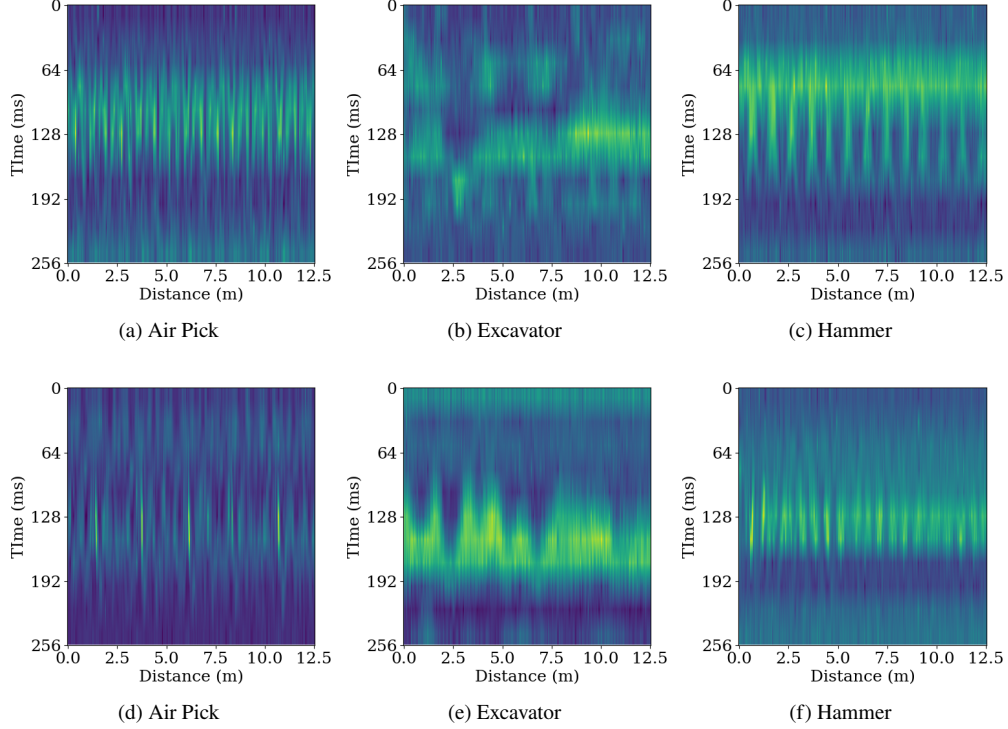 0
64
128
192
256
TIme (ms)
0.0 2.5 5.0 7.5 10.0 12.5
Distance (m)
(a) Air Pick
0
64
128
192
256
TIme (ms)
0.0 2.5 5.0 7.5 10.0 12.5
Distance (m)
(b) Excavator
0
64
128
192
256
TIme (ms)
0.0 2.5 5.0 7.5 10.0 12.5
Distance (m)
(c) Hammer
0
64
128
192
256
TIme (ms)
0.0 2.5 5.0 7.5 10.0 12.5
Distance (m)
(d) Air Pick
0
64
128
192
256
TIme (ms)
0.0 2.5 5.0 7.5 10.0 12.5
Distance (m)
(e) Excavator
0
64
128
192
256
TIme (ms)
0.0 2.5 5.0 7.5 10.0 12.5
Distance (m)
(f) Hammer